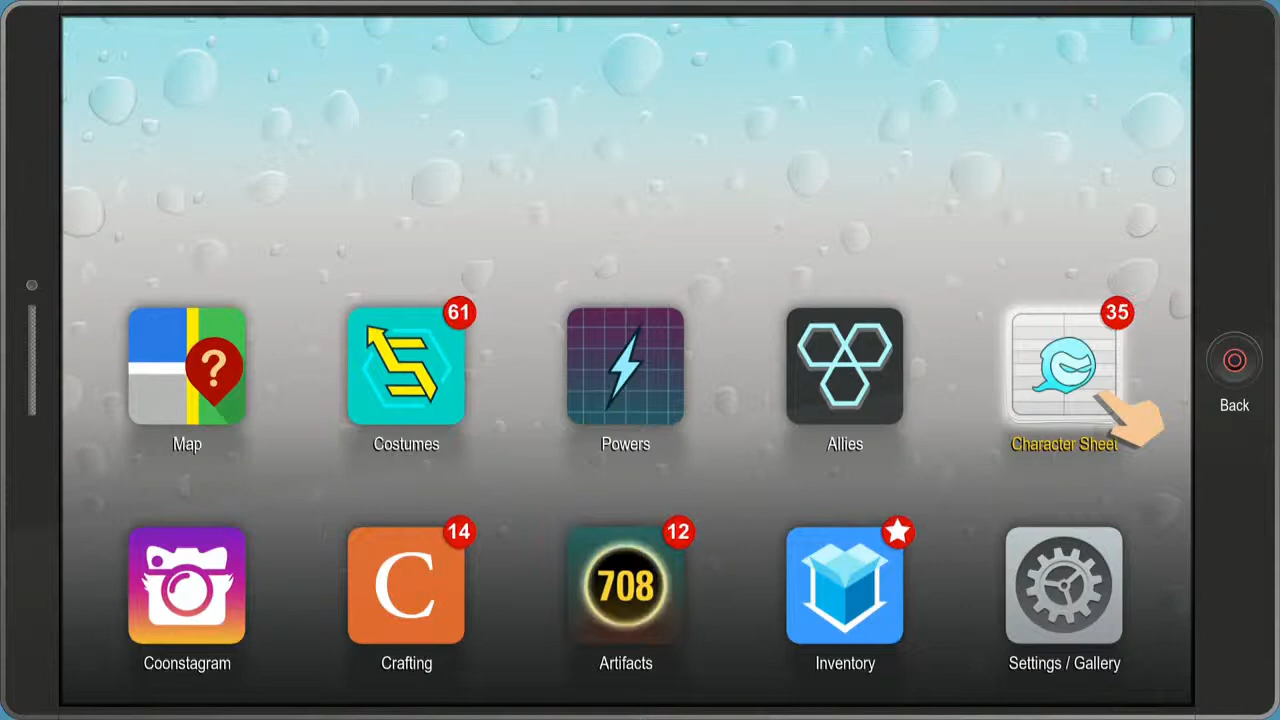 61
35
?
Map
Costumes
Powers
Allies
Character Sheet
Back
14
12
C
708
Coonstagram
Crafting
Artifacts
Inventory
Settings / Gallery